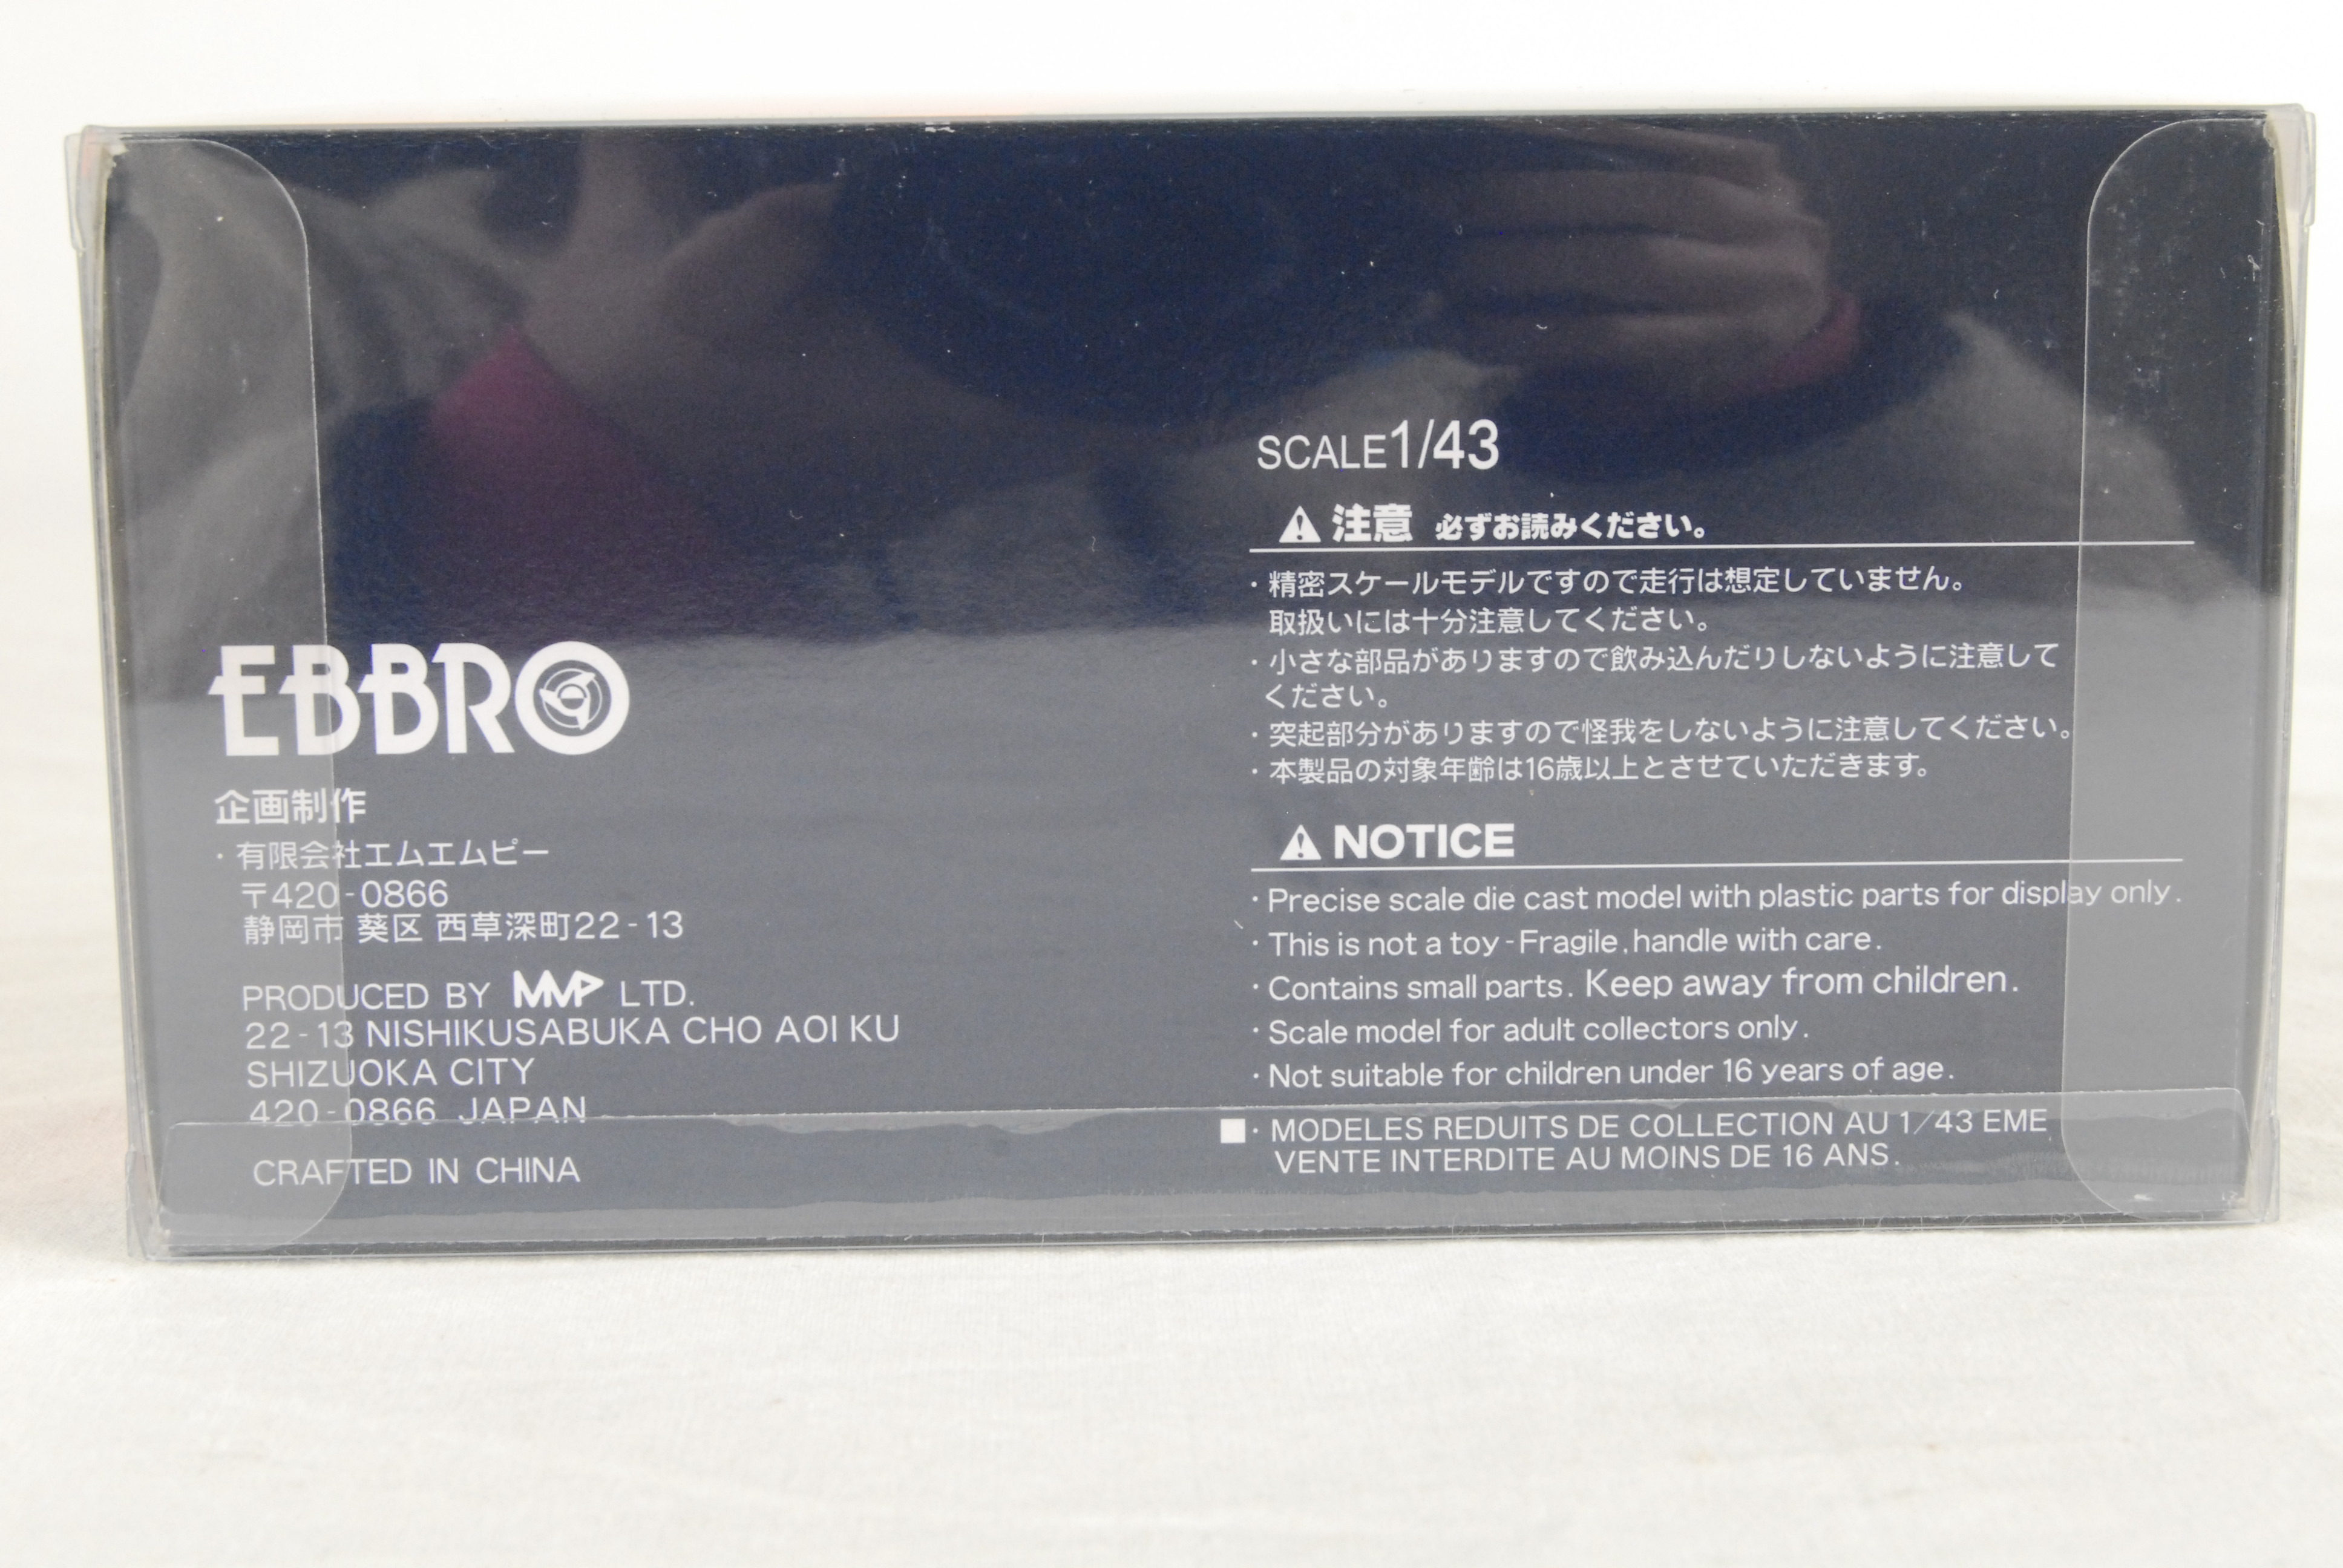 EBBRO
企画制作
・有限会社エムエムピー
〒420-0866
静岡市 葵区 西草深町22-13
PRODUCED BY MMP LTD.
22-13 NISHIKUSABUKA CHO AOI KU
SHIZUOKA CITY
420-0866 JAPAN
CRAFTED IN CHINA
SCALE1/43
注意 必ずお読みください。
・精密スケールモデルですので走行は想定していません。
取扱いには十分注意してください。
・小さな部品がありますので飲み込んだりしないように注意して
ください。
・突起部分がありますので怪我をしないように注意してください。
・本製品の対象年齢は16歳以上とさせていただきます。
NOTICE
・Precise scale die cast model with plastic parts for display only.
・This is not a toy-Fragile,handle with care.
・Contains small parts. Keep away from children.
・Scale model for adult collectors only.
・Not suitable for children under 16 years of age.
■・MODELES REDUITS DE COLLECTION AU 1/43 EME
VENTE INTERDITE AU MOINS DE 16 ANS.